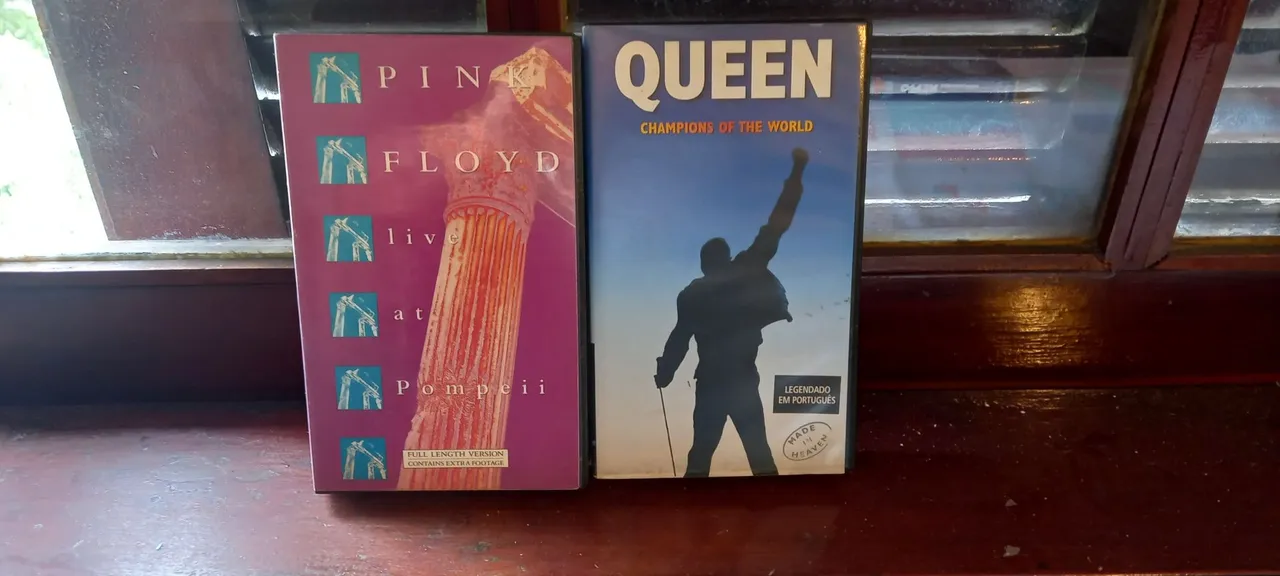 PINK
FLOYD
live
at
Pompeii
FULL LENGTH VERSION
CONTAINS EXTRA FOOTAGE
QUEEN
CHAMPIONS OF THE WORLD
LEGENDADO
EM PORTUGUÊS
MADE
IN
HEAVEN